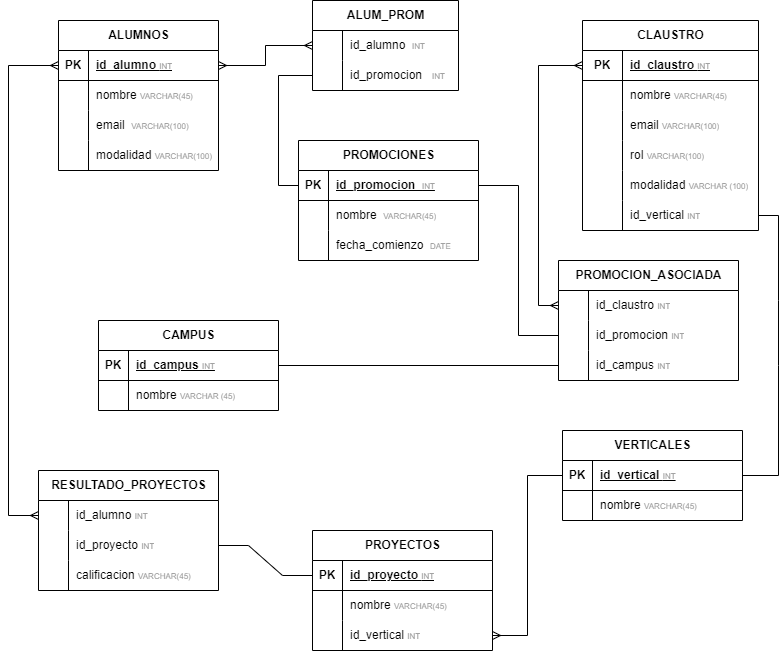 ALUMNOS
PK id_alumno INT
nombre VARCHAR(45)
email VARCHAR(100)
modalidad VARCHAR(100)
ALUM_PROM
id_alumno INT
id_promocion INT
CLAUSTRO
PK id_claustro INT
nombre VARCHAR(45)
email VARCHAR(100)
rol VARCHAR(100)
modalidad VARCHAR (100)
id_vertical INT
PROMOCIONES
PK id_promocion INT
nombre VARCHAR(45)
fecha_comienzo DATE
PROMOCION_ASOCIADA
id_claustro INT
id_promocion INT
id_campus INT
CAMPUS
PK id_campus INT
nombre VARCHAR (45)
VERTICALES
PK id_vertical INT
nombre VARCHAR(45)
RESULTADO_PROYECTOS
id_alumno INT
id_proyecto INT
calificacion VARCHAR(45)
PROYECTOS
PK id_proyecto INT
nombre VARCHAR(45)
id_vertical INT